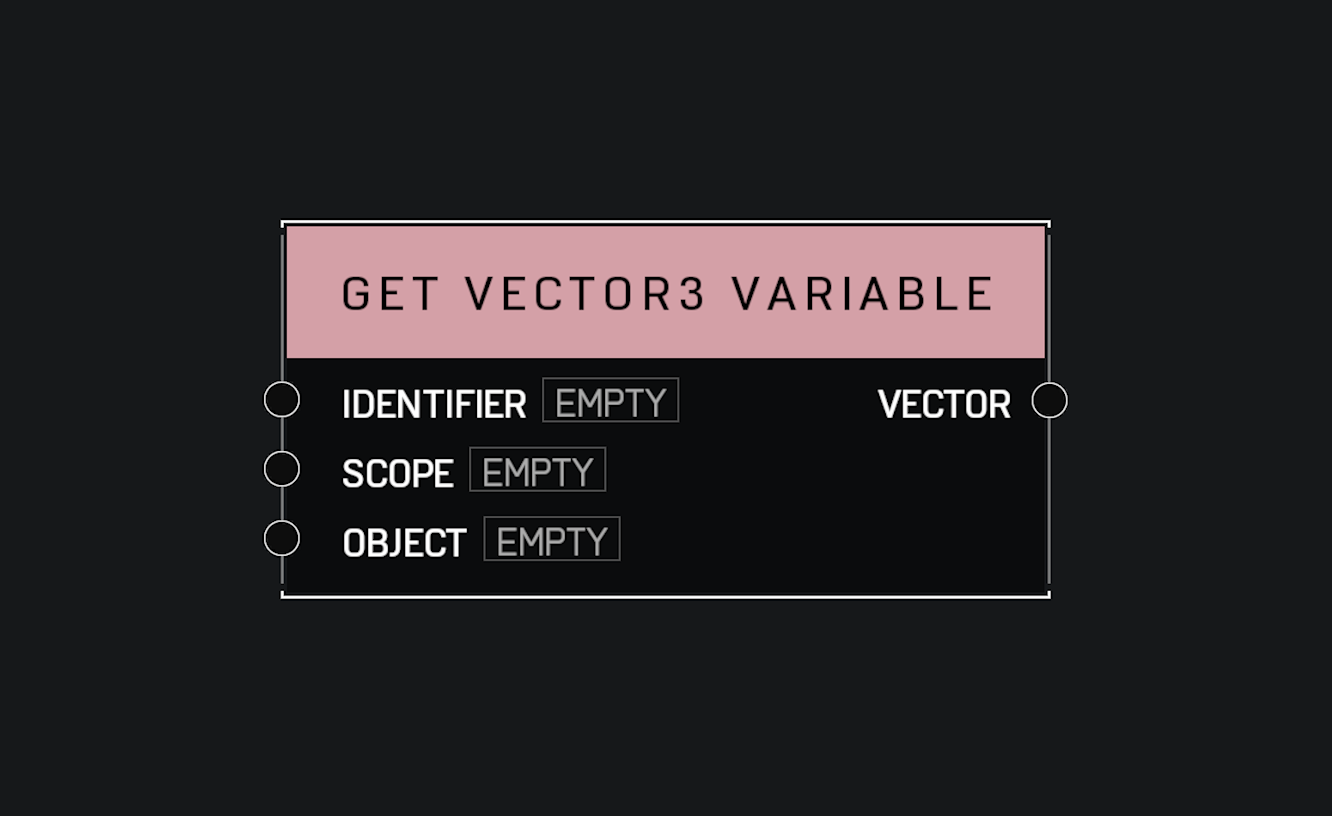 GET VECTOR3 VARIABLE
IDENTIFIER EMPTY VECTOR
SCOPE EMPTY
OBJECT EMPTY